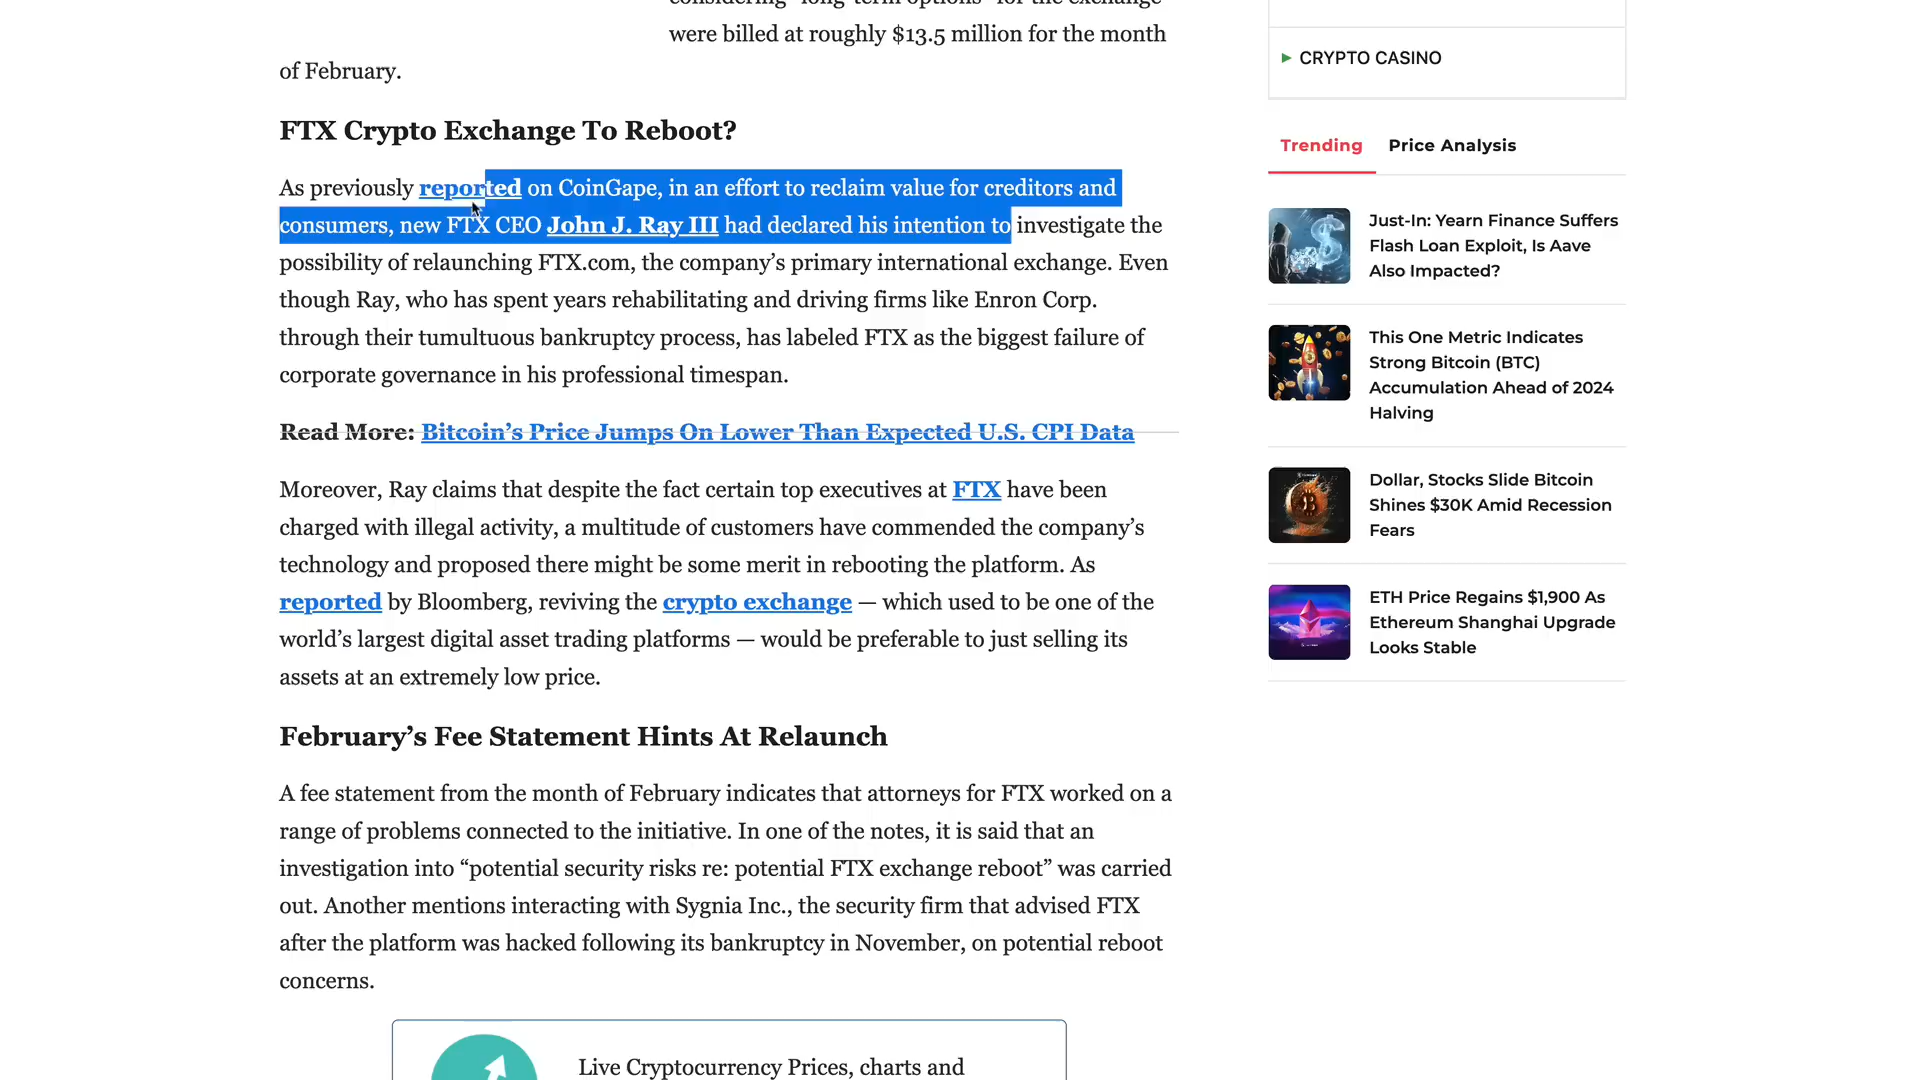 were billed at roughly $13.5 million for the month
of February.
FTX Crypto Exchange To Reboot?
As previously reported on CoinGape, in an effort to reclaim value for creditors and
consumers, new FTX CEO John J. Ray III had declared his intention to investigate the
possibility of relaunching FTX.com, the company’s primary international exchange. Even
though Ray, who has spent years rehabilitating and driving firms like Enron Corp.
through their tumultuous bankruptcy process, has labeled FTX as the biggest failure of
corporate governance in his professional timespan.
Read More: Bitcoin’s Price Jumps On Lower Than Expected U.S. CPI Data
Moreover, Ray claims that despite the fact certain top executives at FTX have been
charged with illegal activity, a multitude of customers have commended the company’s
technology and proposed there might be some merit in rebooting the platform. As
reported by Bloomberg, reviving the crypto exchange — which used to be one of the
world’s largest digital asset trading platforms — would be preferable to just selling its
assets at an extremely low price.
February’s Fee Statement Hints At Relaunch
A fee statement from the month of February indicates that attorneys for FTX worked on a
range of problems connected to the initiative. In one of the notes, it is said that an
investigation into “potential security risks re: potential FTX exchange reboot” was carried
out. Another mentions interacting with Sygnia Inc., the security firm that advised FTX
after the platform was hacked following its bankruptcy in November, on potential reboot
concerns.
Live Cryptocurrency Prices, charts and
CRYPTO CASINO
Trending Price Analysis
Just-In: Yearn Finance Suffers
Flash Loan Exploit, Is Aave
Also Impacted?
This One Metric Indicates
Strong Bitcoin (BTC)
Accumulation Ahead of 2024
Halving
Dollar, Stocks Slide Bitcoin
Shines $30K Amid Recession
Fears
ETH Price Regains $1,900 As
Ethereum Shanghai Upgrade
Looks Stable